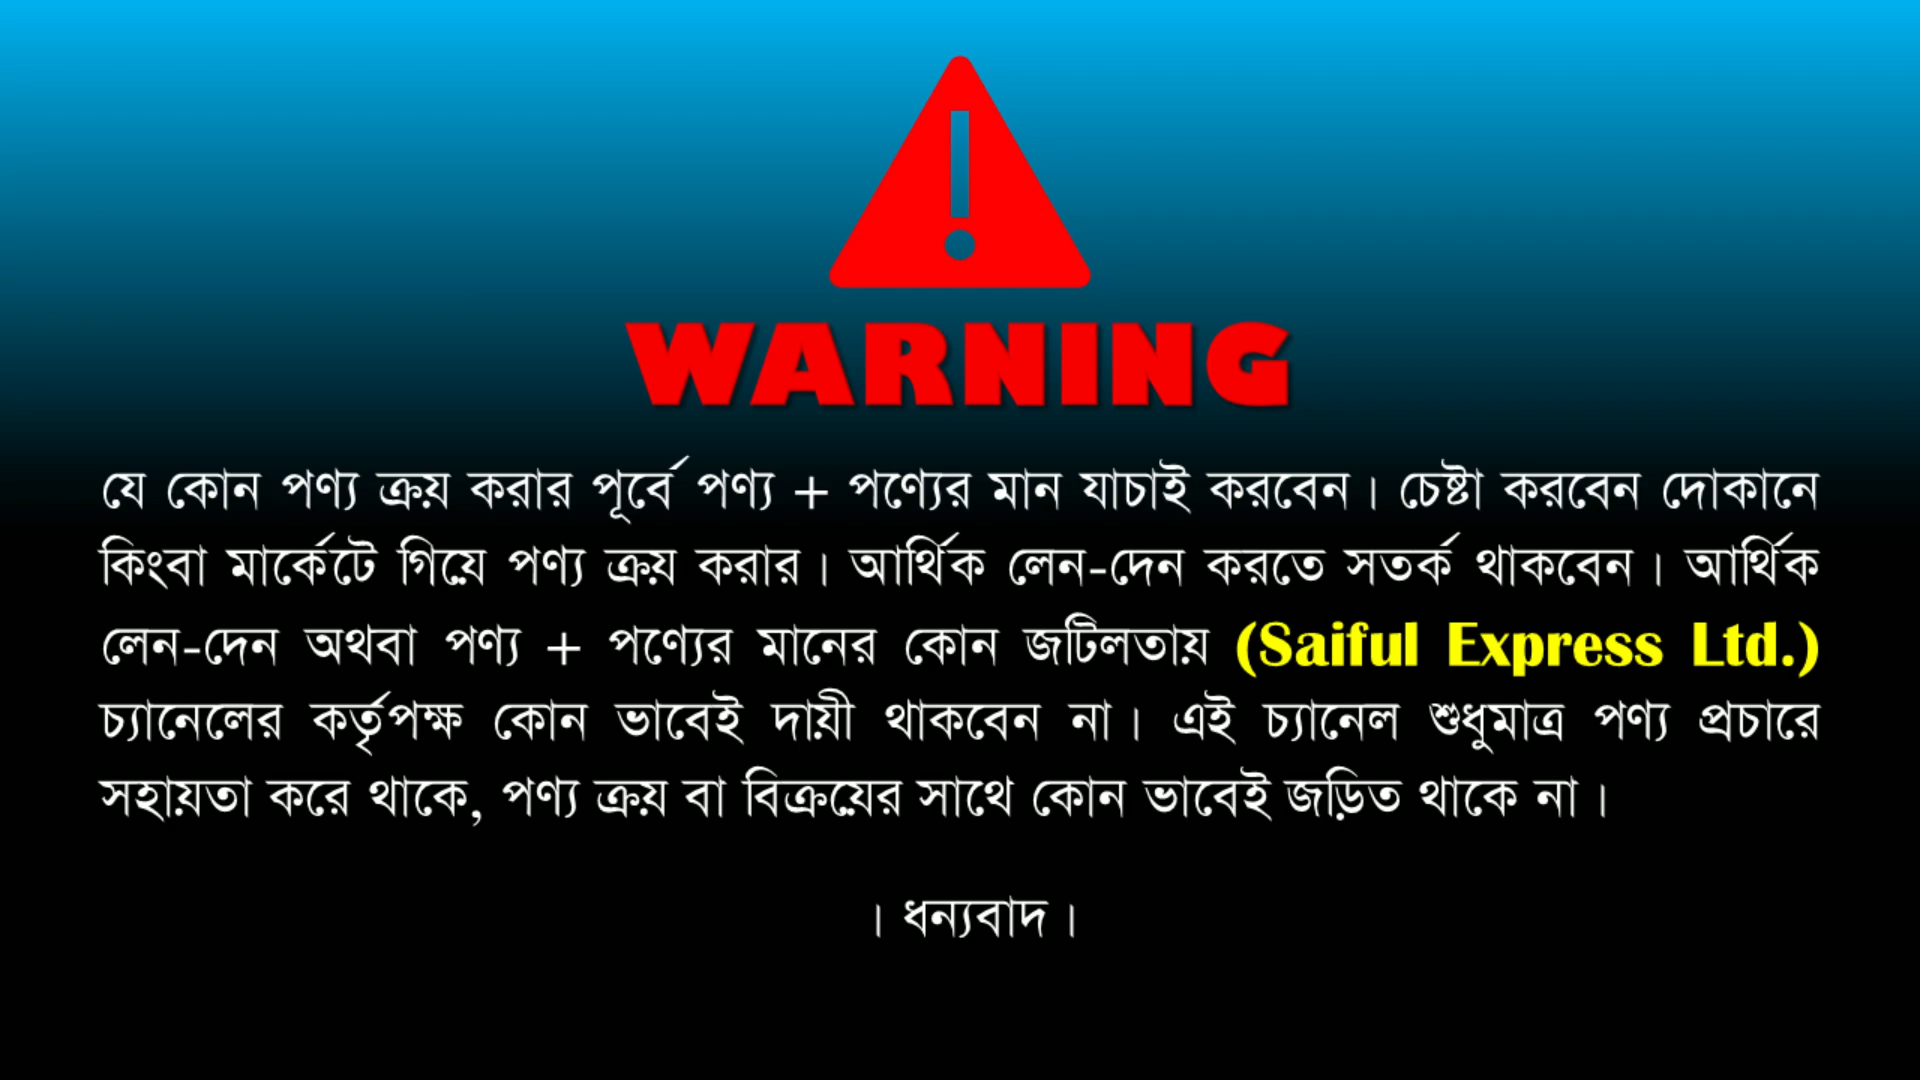 WARNING
যে কোন পণ্য ক্রয় করার পূর্বে পণ্য + পণ্যের মান যাচাই করবেন। চেষ্টা করবেন দোকানে
কিংবা মার্কেটে গিয়ে পণ্য ক্রয় করার। আর্থিক লেন-দেন করতে সতর্ক থাকবেন। আর্থিক
লেন-দেন অথবা পণ্য + পণ্যের মানের কোন জটিলতায় (Saiful Express Ltd.)
চ্যানেলের কর্তৃপক্ষ কোন ভাবেই দায়ী থাকবেন না। এই চ্যানেল শুধুমাত্র পণ্য প্রচারে
সহায়তা করে থাকে, পণ্য ক্রয় বা বিক্রয়ের সাথে কোন ভাবেই জড়িত থাকে না।
। ধন্যবাদ।